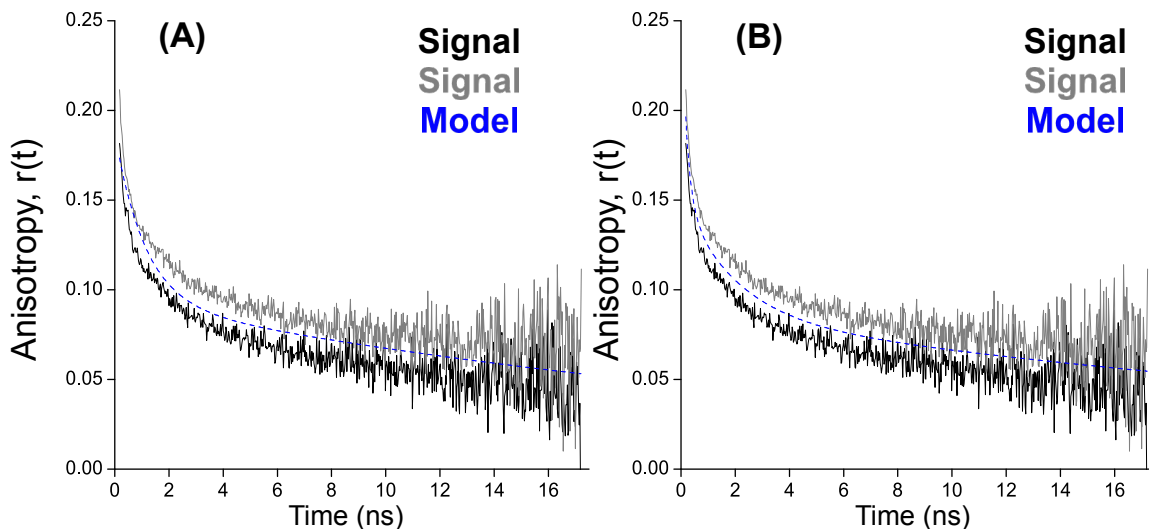 (A)
Signal
Signal
Model
Anisotropy, r(t)
0.25
0.20
0.15
0.10
0.05
0.00
0 2 4 6 8 10 12 14 16
Time (ns)
(B)
Signal
Signal
Model
Anisotropy, r(t)
0.25
0.20
0.15
0.10
0.05
0.00
0 2 4 6 8 10 12 14 16
Time (ns)